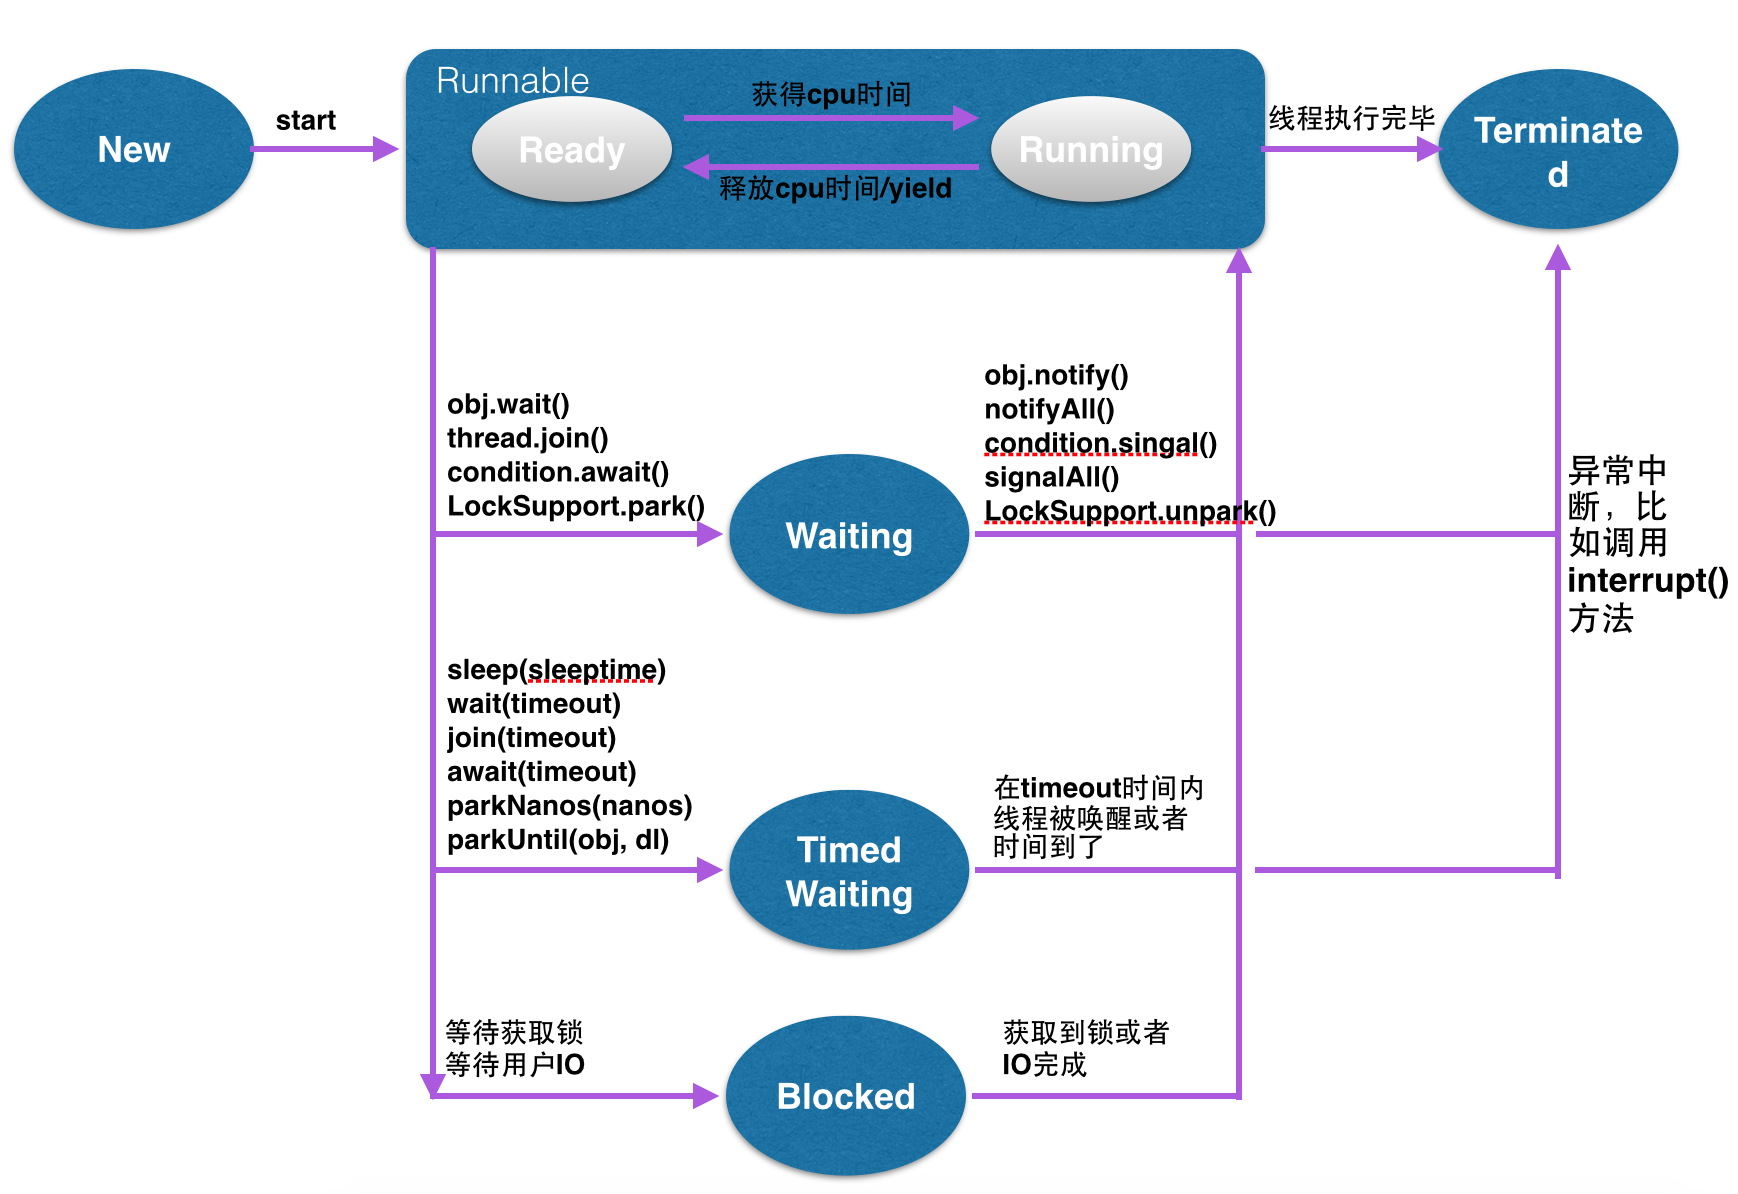 Runnable
New
start
Ready
获得cpu时间
释放cpu时间/yield
Running
线程执行完毕
Terminate
d
obj.wait()
thread.join()
condition.await()
LockSupport.park()
Waiting
obj.notify()
notifyAll()
condition.singal()
signalAll()
LockSupport.unpark()
异常中
断，比
如调用
interrupt()
方法
sleep(sleeptime)
wait(timeout)
join(timeout)
await(timeout)
parkNanos(nanos)
parkUntil(obj, dl)
Timed
Waiting
在timeout时间内
线程被唤醒或者
时间到了
等待获取锁
等待用户IO
Blocked
获取到锁或者
IO完成